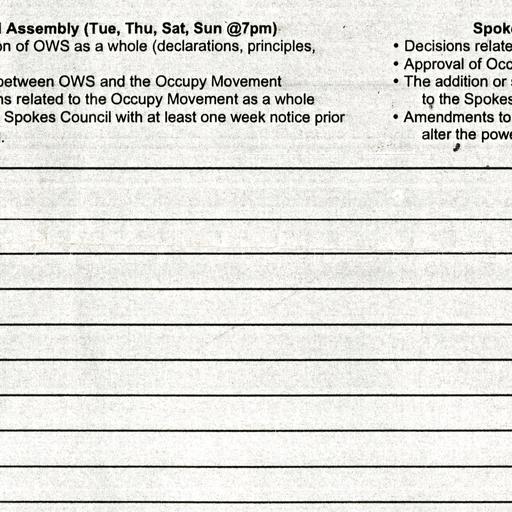 Assembly (Tue, Thu, Sat, Sun @7pm)
on of OWS as a whole (declarations, principles,
between OWS and the Occupy Movement
ns related to the Occupy Movement as a whole
Spokes Council with at least one week notice prior
.
Spoke
• Decisions relate
• Approval of Occ
• The addition or
to the Spokes
• Amendments to
alter the powe